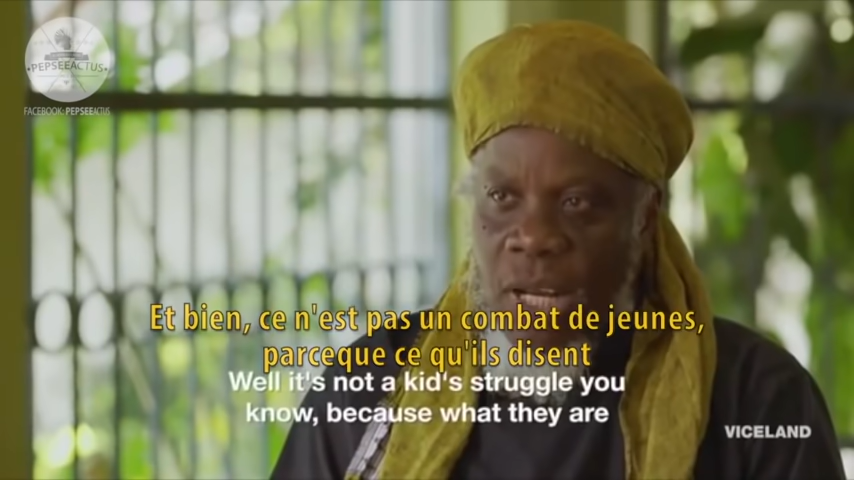 PEPSEEACTUS
FACEBOOK: PEPSEEACTUS
Et bien, ce n'est pas un combat de jeunes,
parceque ce qu'ils disent
Well it's not a kid's struggle you
know, because what they are
VICELAND